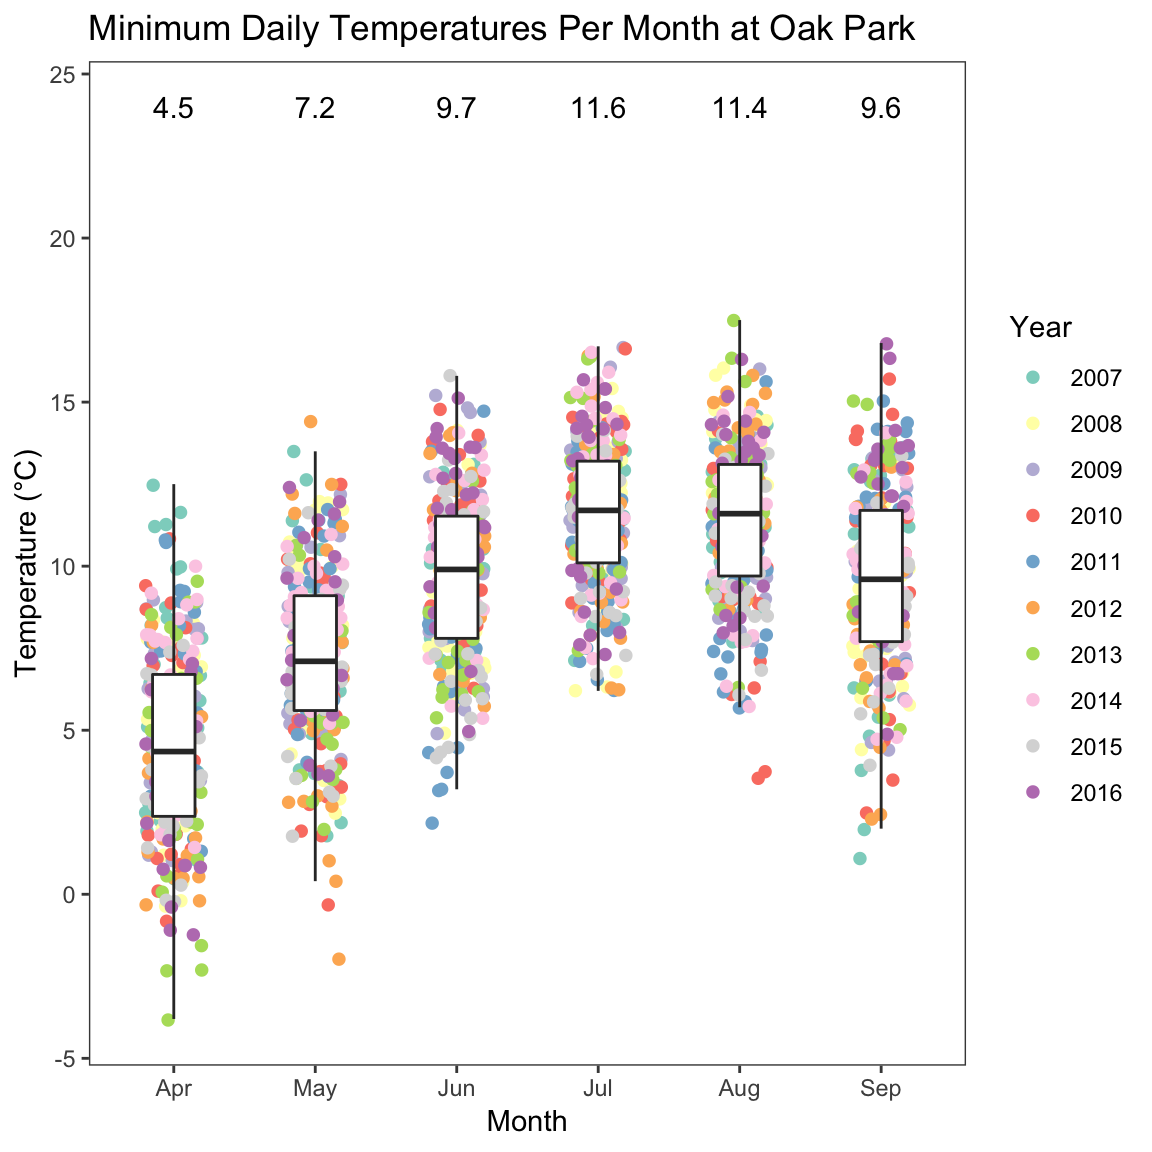 Minimum Daily Temperatures Per Month at Oak Park
25
4.5 7.2 9.7 11.6 11.4 9.6
20
15
10
5
0
-5
Temperature (°C)
Apr May Jun Jul Aug Sep
Month
Year
2007
2008
2009
2010
2011
2012
2013
2014
2015
2016